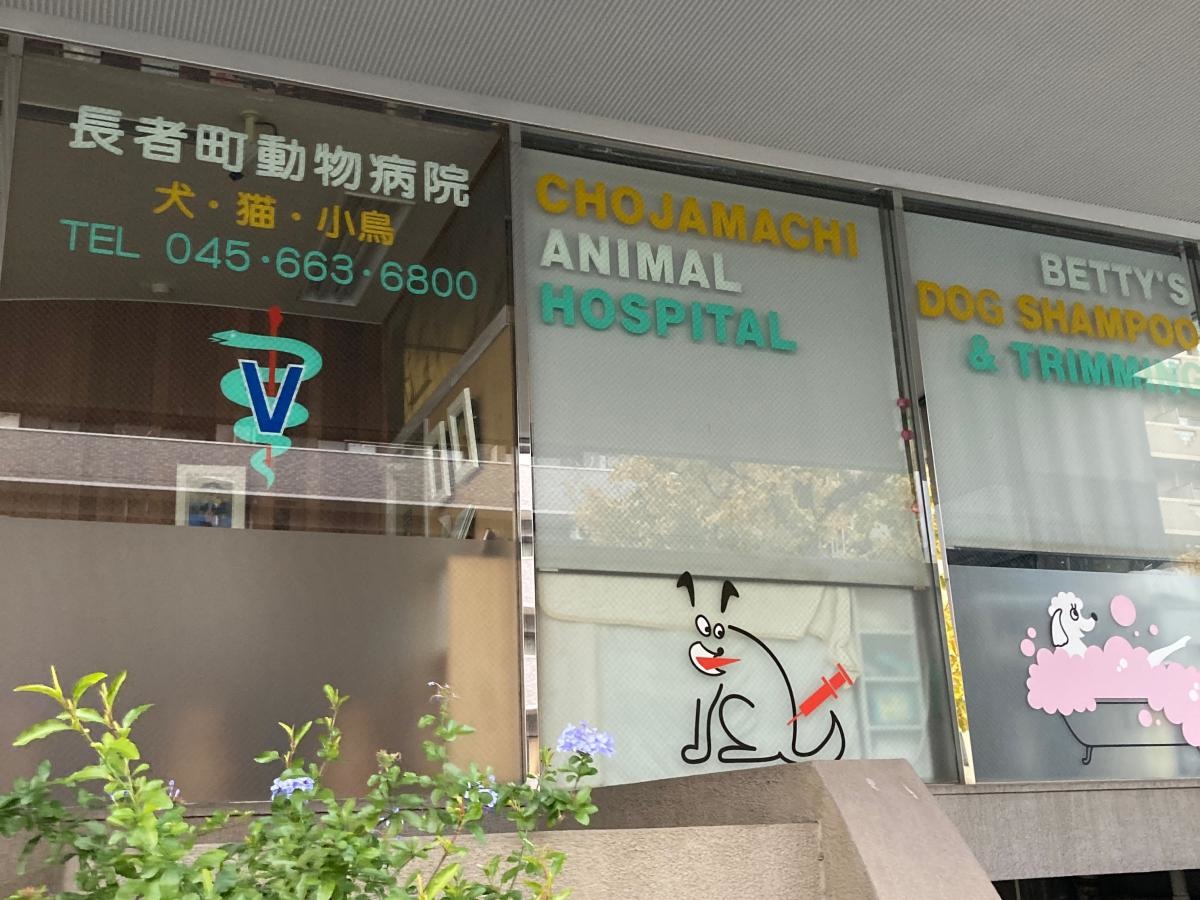 長者町動物病院
犬・猫・小鳥
TEL 045・663・6800
V
CHOJAMACHI
ANIMAL
HOSPITAL
BETTY'S
DOG SHAMPOO
& TRIMMING